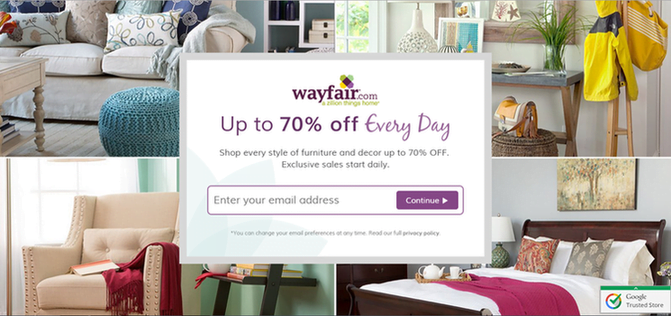 wayfair.com
a zillion things home
Up to 70% off Every Day
Shop every style of furniture and decor up to 70% OFF.
Exclusive sales start daily.
Enter your email address
Continue ▶
*You can change your email preferences at any time. Read our full privacy policy
Google
Trusted Store